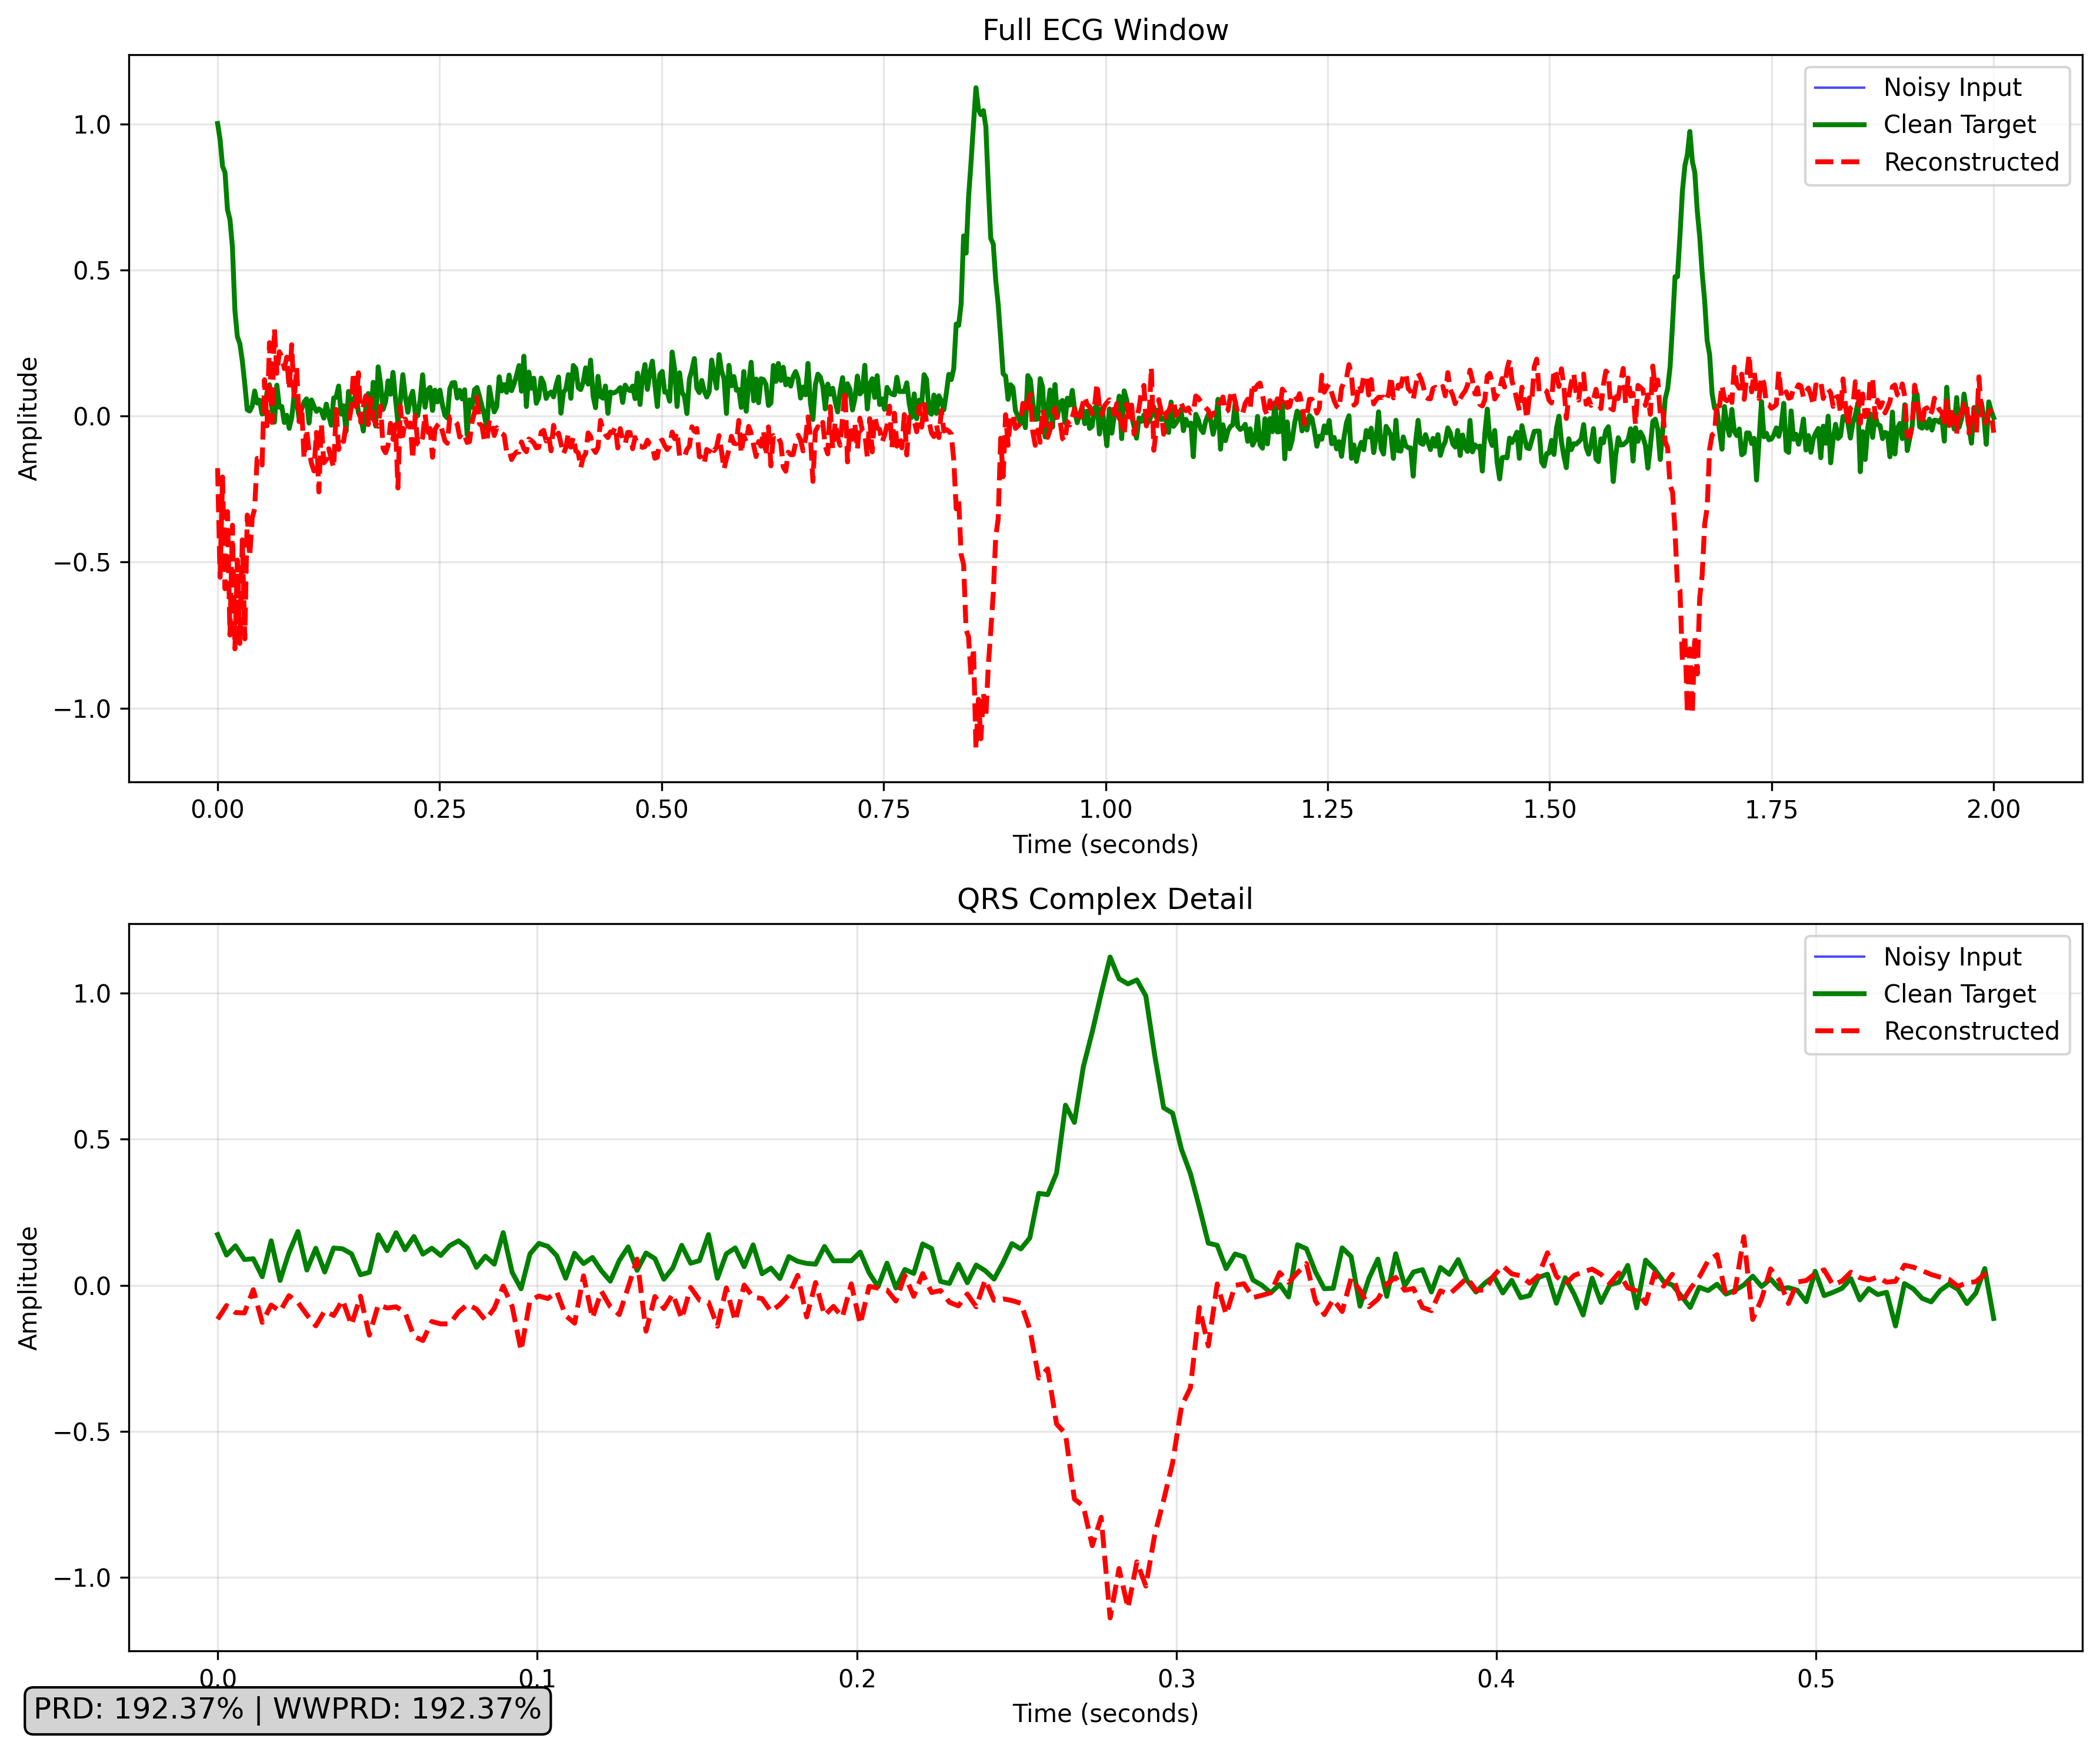 Full ECG Window
Noisy Input
Clean Target
Reconstructed
Amplitude
1.0
0.5
0.0
−0.5
−1.0
0.00 0.25 0.50 0.75 1.00 1.25 1.50 1.75 2.00
Time (seconds)
QRS Complex Detail
Noisy Input
Clean Target
Reconstructed
Amplitude
1.0
0.5
0.0
−0.5
−1.0
0.0 0.1 0.2 0.3 0.4 0.5
Time (seconds)
PRD: 192.37% | WWPRD: 192.37%